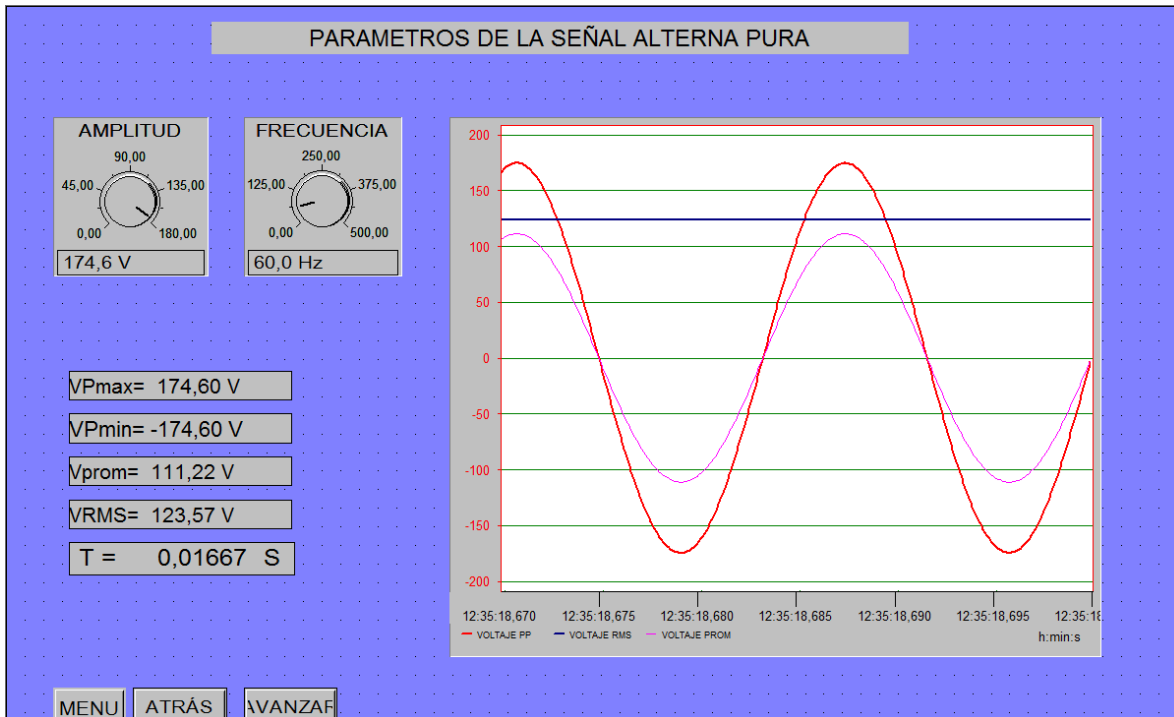 PARAMETROS DE LA SEÑAL ALTERNA PURA
AMPLITUD
90,00
45,00
135,00
0,00
180,00
174,6 V
FRECUENCIA
250,00
125,00
375,00
0,00
500,00
60,0 Hz
VPmax= 174,60 V
VPmin= -174,60 V
Vprom= 111,22 V
VRMS= 123,57 V
T = 0,01667 S
200
150
100
50
0
-50
-100
-150
-200
12:35:18,670 12:35:18,675 12:35:18,680 12:35:18,685 12:35:18,690 12:35:18,695 12:35:18,
VOLTAJE PP VOLTAJE RMS VOLTAJE PROM
h:min:s
MENU ATRÁS AVANZAR